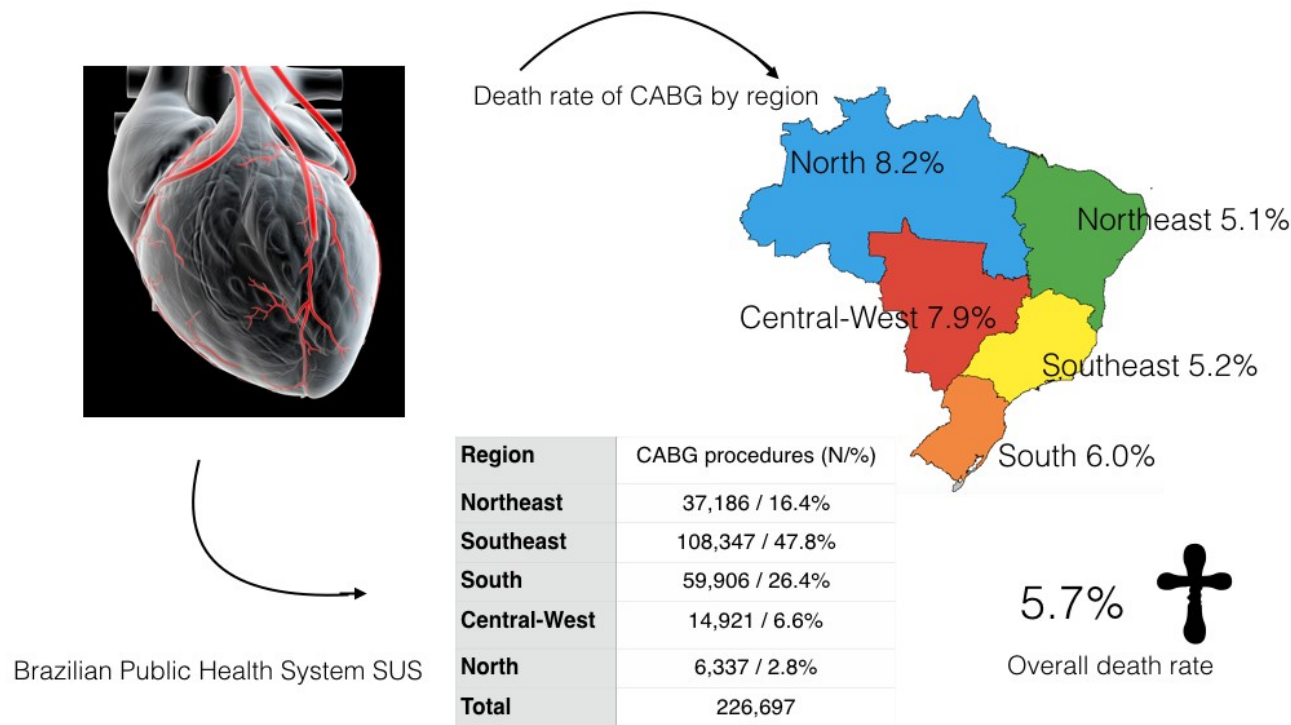 Death rate of CABG by region
North 8.2%
Northeast 5.1%
Central-West 7.9%
Southeast 5.2%
South 6.0%
Region CABG procedures (N/%)
Northeast 37,186 / 16.4%
Southeast 108,347 / 47.8%
South 59,906 / 26.4%
Central-West 14,921 / 6.6%
North 6,337 / 2.8%
Total 226,697
5.7%
Overall death rate
Brazilian Public Health System SUS